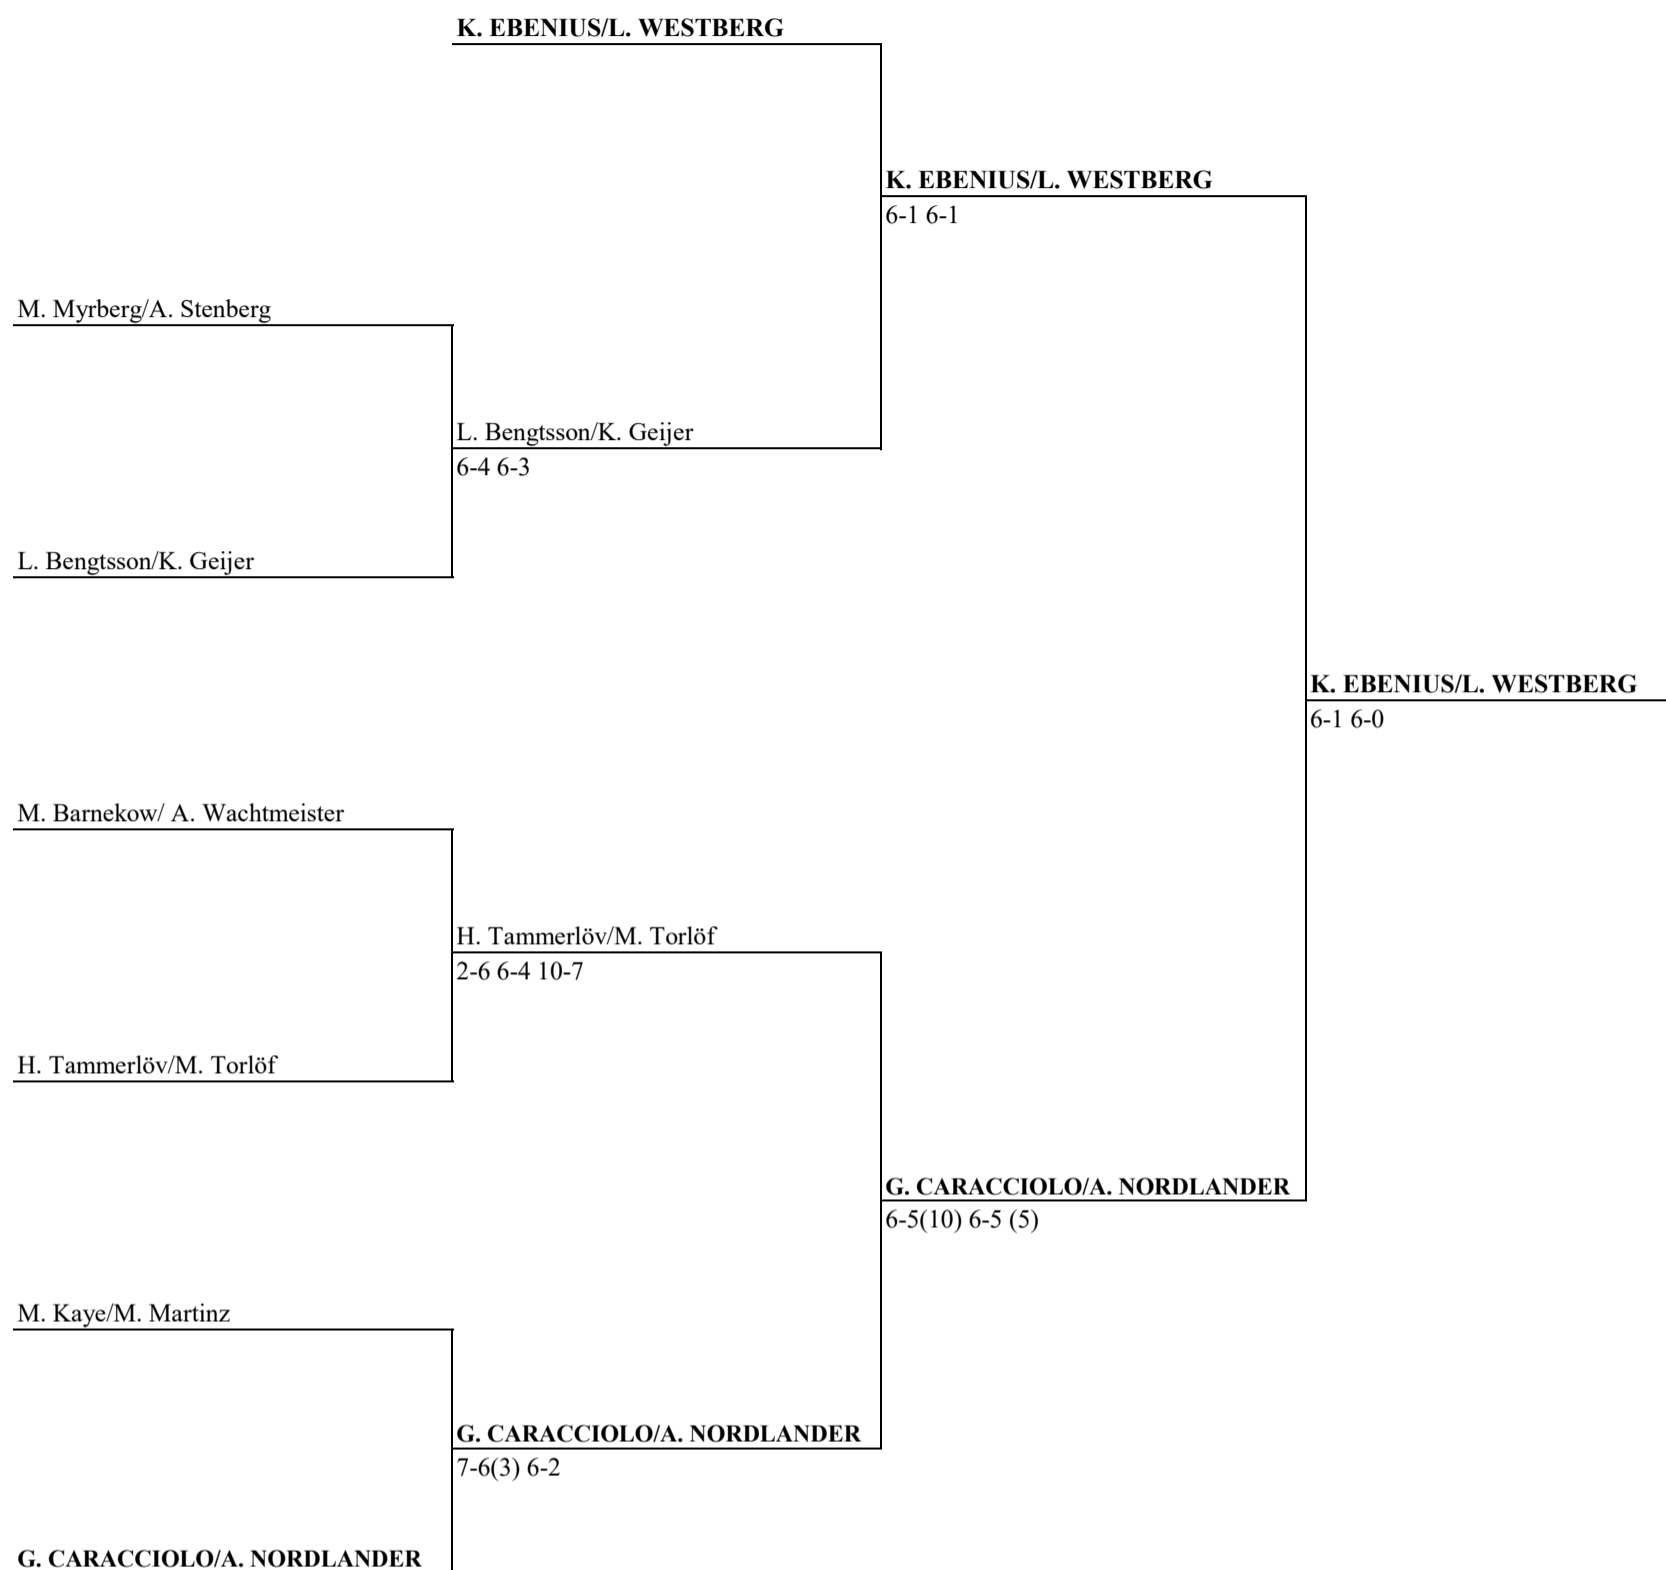 K. EBENIUS/L. WESTBERG
K. EBENIUS/L. WESTBERG
6-1 6-1
M. Myrberg/A. Stenberg
L. Bengtsson/K. Geijer
6-4 6-3
L. Bengtsson/K. Geijer
K. EBENIUS/L. WESTBERG
6-1 6-0
M. Barnekow/ A. Wachtmeister
H. Tammerlöv/M. Torlöf
2-6 6-4 10-7
H. Tammerlöv/M. Torlöf
G. CARACCIOLO/A. NORDLANDER
6-5(10) 6-5 (5)
M. Kaye/M. Martinz
G. CARACCIOLO/A. NORDLANDER
7-6(3) 6-2
G. CARACCIOLO/A. NORDLANDER